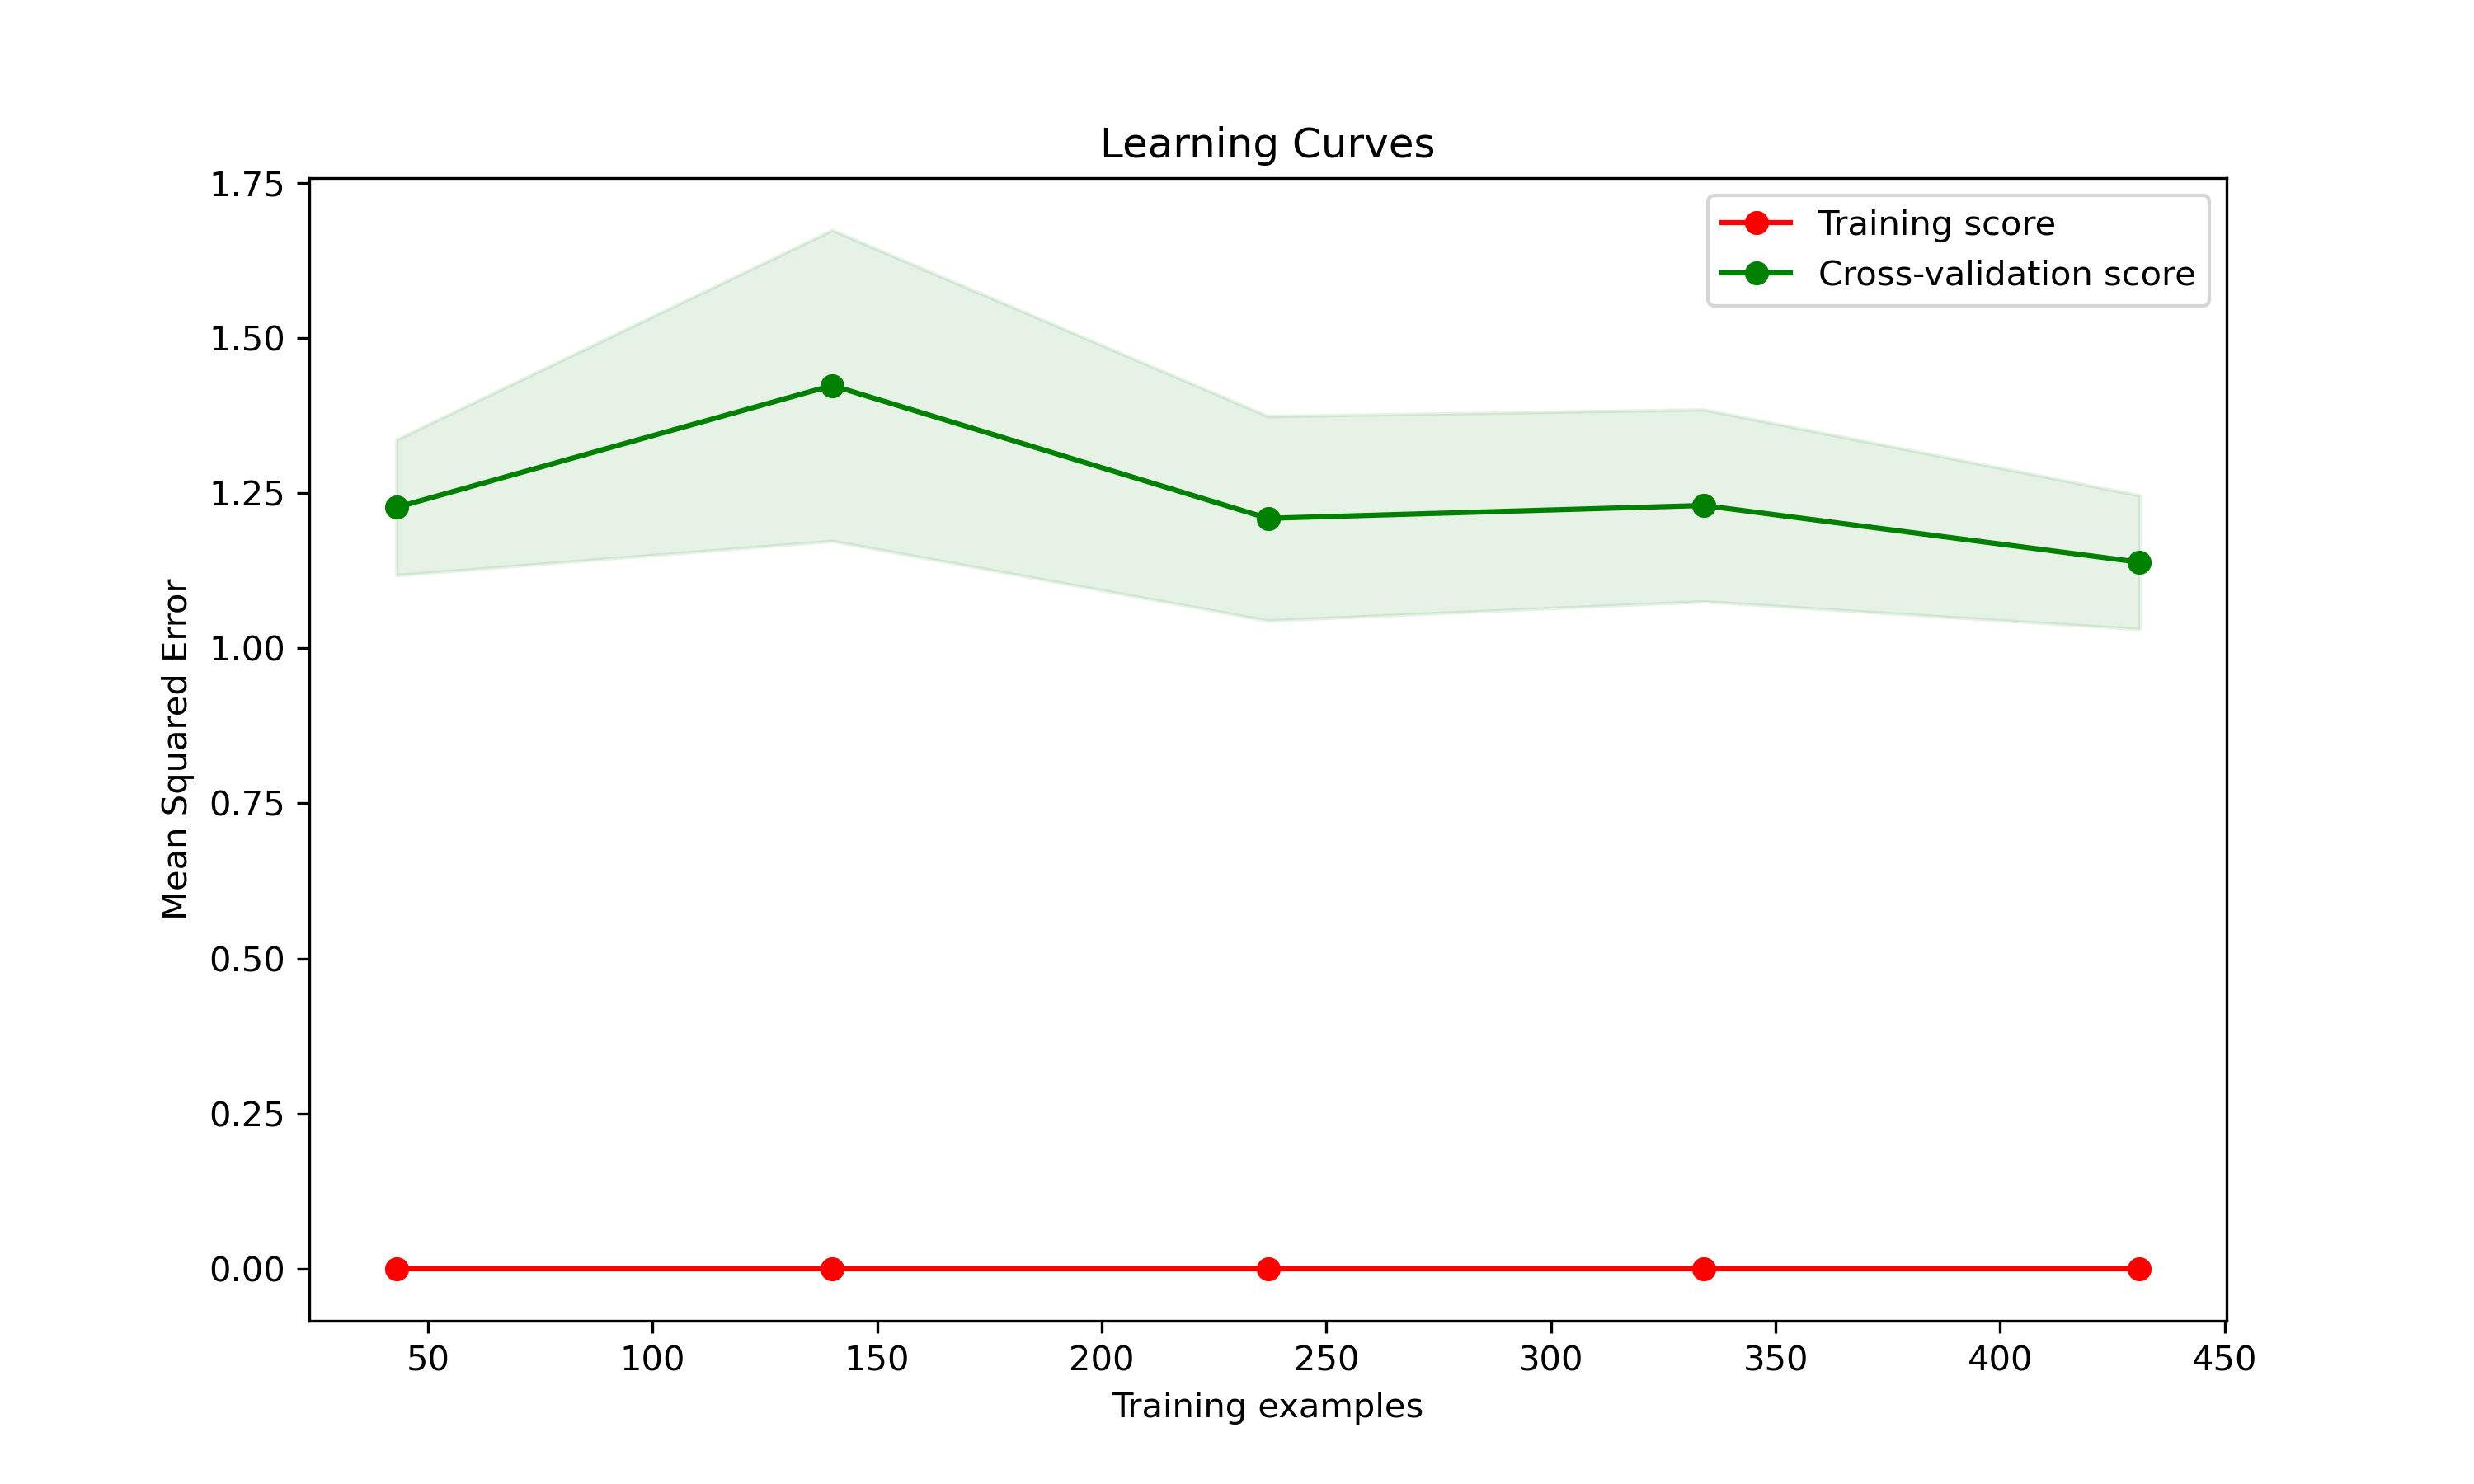 Learning Curves
Training score
Cross-validation score
1.75
1.50
1.25
1.00
0.75
0.50
0.25
0.00
Mean Squared Error
50 100 150 200 250 300 350 400 450
Training examples